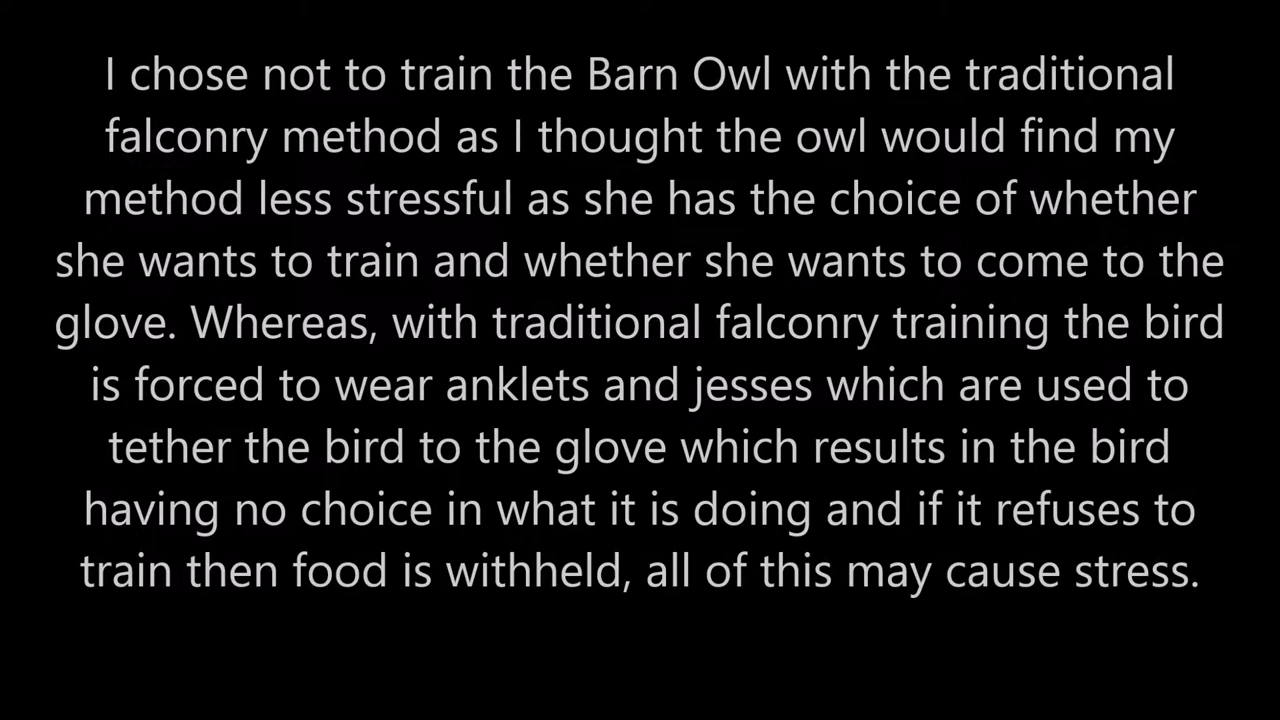 I chose not to train the Barn Owl with the traditional
falconry method as I thought the owl would find my
method less stressful as she has the choice of whether
she wants to train and whether she wants to come to the
glove. Whereas, with traditional falconry training the bird
is forced to wear anklets and jesses which are used to
tether the bird to the glove which results in the bird
having no choice in what it is doing and if it refuses to
train then food is withheld, all of this may cause stress.